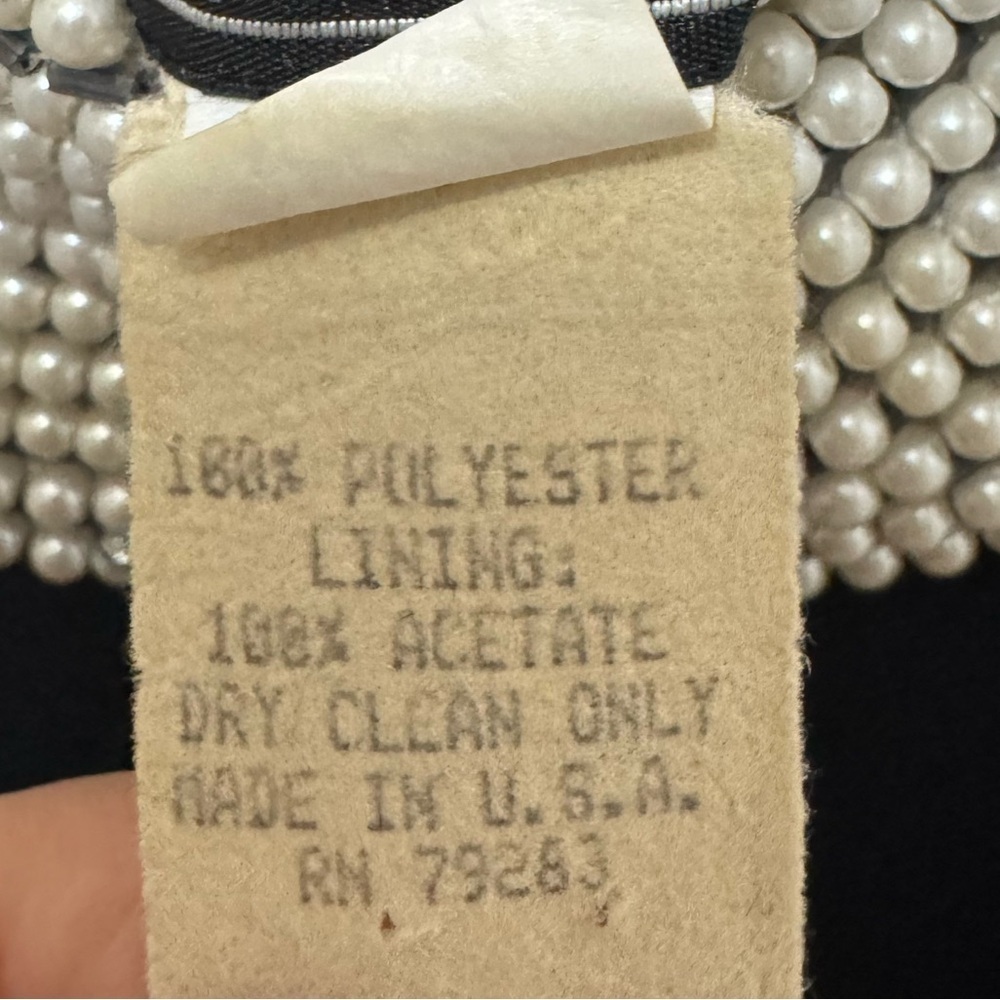 100% POLYESTER
LINING:
100% ACETATE
DRY CLEAN ONLY
MADE IN U.S.A.
RN 79263